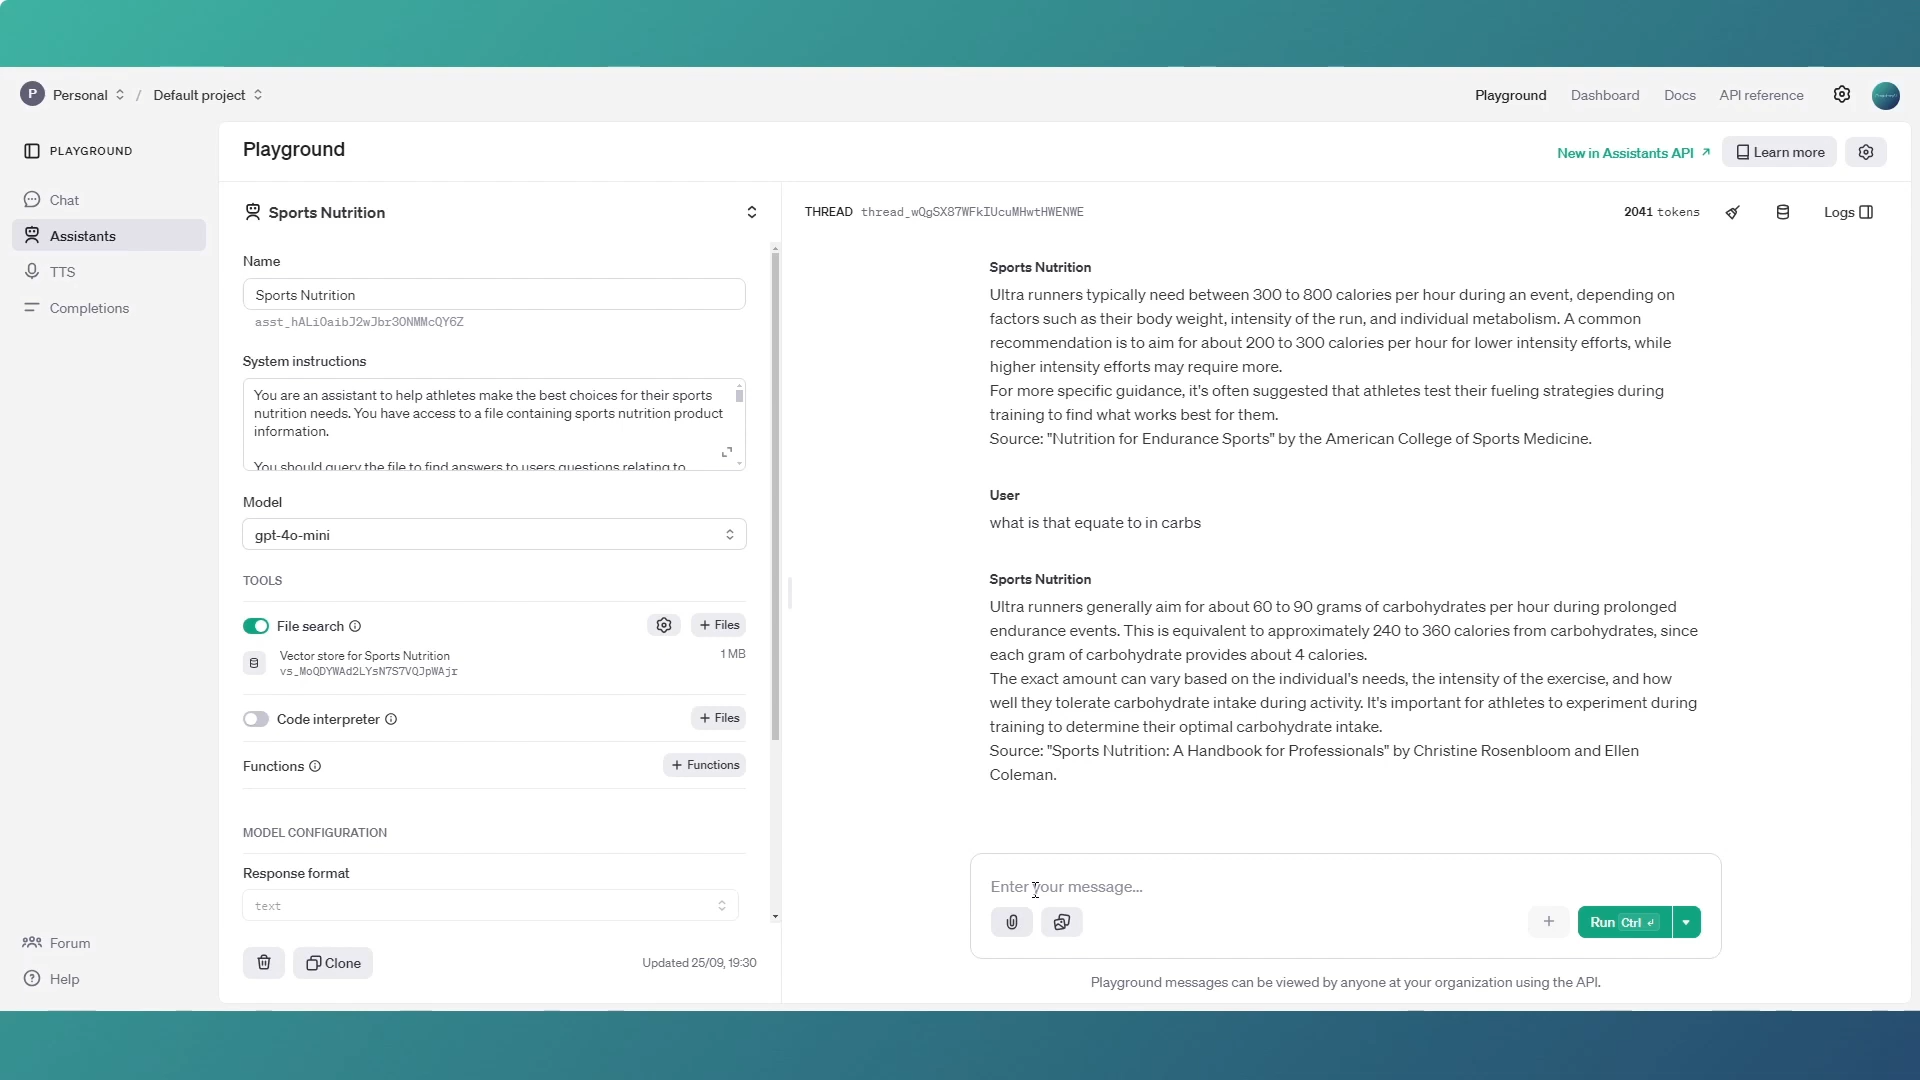 P Personal / Default project
Playground Dashboard Docs API reference
PLAYGROUND
Chat
Assistants
TTS
Completions
Forum
Help
Playground
New in Assistants API ↗ Learn more
Sports Nutrition
Name
Sports Nutrition
asst_hALiOaibJ2wJbr3ONMMcQY6Z
System instructions
You are an assistant to help athletes make the best choices for their sports
nutrition needs. You have access to a file containing sports nutrition product
information.
You should query the file to find answers to users questions relating to
Model
gpt-4o-mini
TOOLS
File search + Files
Vector store for Sports Nutrition 1 MB
vs_MoQDYWAd2LYsN7S7VQJpWAjr
Code interpreter + Files
Functions + Functions
MODEL CONFIGURATION
Response format
text
Clone Updated 25/09, 19:30
THREAD thread_wQgSX87WFkIUcuMHwtHWENWE 2041 tokens Logs
Sports Nutrition
Ultra runners typically need between 300 to 800 calories per hour during an event, depending on
factors such as their body weight, intensity of the run, and individual metabolism. A common
recommendation is to aim for about 200 to 300 calories per hour for lower intensity efforts, while
higher intensity efforts may require more.
For more specific guidance, it's often suggested that athletes test their fueling strategies during
training to find what works best for them.
Source: "Nutrition for Endurance Sports" by the American College of Sports Medicine.
User
what is that equate to in carbs
Sports Nutrition
Ultra runners generally aim for about 60 to 90 grams of carbohydrates per hour during prolonged
endurance events. This is equivalent to approximately 240 to 360 calories from carbohydrates, since
each gram of carbohydrate provides about 4 calories.
The exact amount can vary based on the individual's needs, the intensity of the exercise, and how
well they tolerate carbohydrate intake during activity. It's important for athletes to experiment during
training to determine their optimal carbohydrate intake.
Source: "Sports Nutrition: A Handbook for Professionals" by Christine Rosenbloom and Ellen
Coleman.
Enter your message...
+ Run Ctrl ↵
Playground messages can be viewed by anyone at your organization using the API.